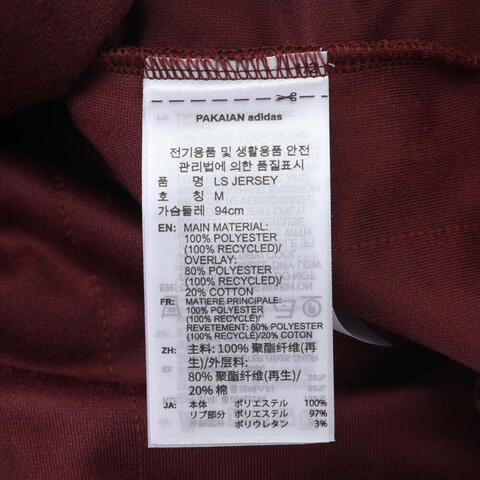 PAKAIAN adidas
전기용품 및 생활용품 안전
관리법에 의한 품질표시
품 명 LS JERSEY
호 칭 M
가슴둘레 94cm
EN: MAIN MATERIAL:
100% POLYESTER
(100% RECYCLED)/
OVERLAY:
80% POLYESTER
(100% RECYCLED)/
20% COTTON
FR: MATIERE PRINCIPALE:
100% POLYESTER
(100% RECYCLÉ)/
REVETEMENT: 80% POLYESTER
(100% RECYCLÉ)/20% COTON
ZH: 主料: 100% 聚酯纤维(再
生)/外层料:
80% 聚酯纤维(再生)/
20% 棉
JA: 本体 ポリエステル 100%
リブ部分 ポリエステル 97%
ポリウレタン 3%